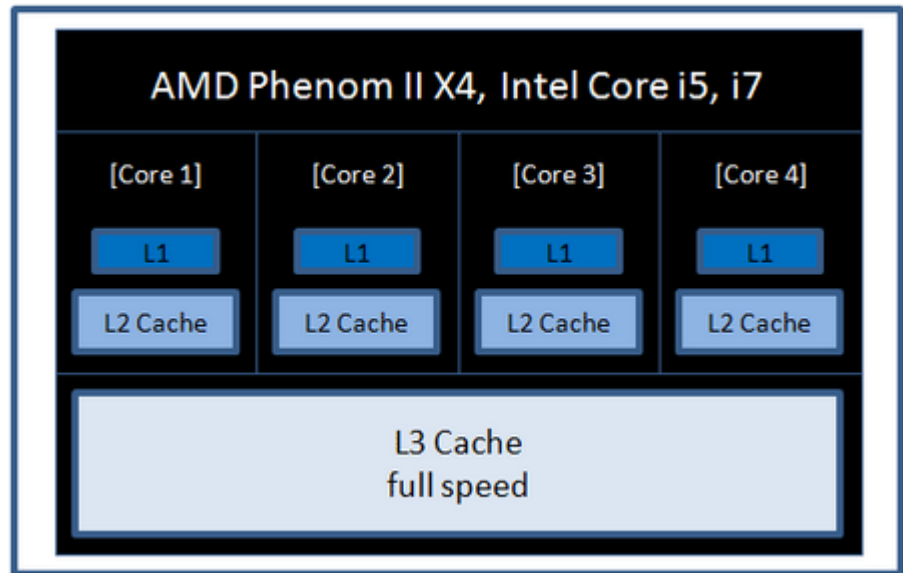 AMD Phenom II X4, Intel Core i5, i7
[Core 1] [Core 2] [Core 3] [Core 4]
L1 L1 L1 L1
L2 Cache L2 Cache L2 Cache L2 Cache
L3 Cache
full speed